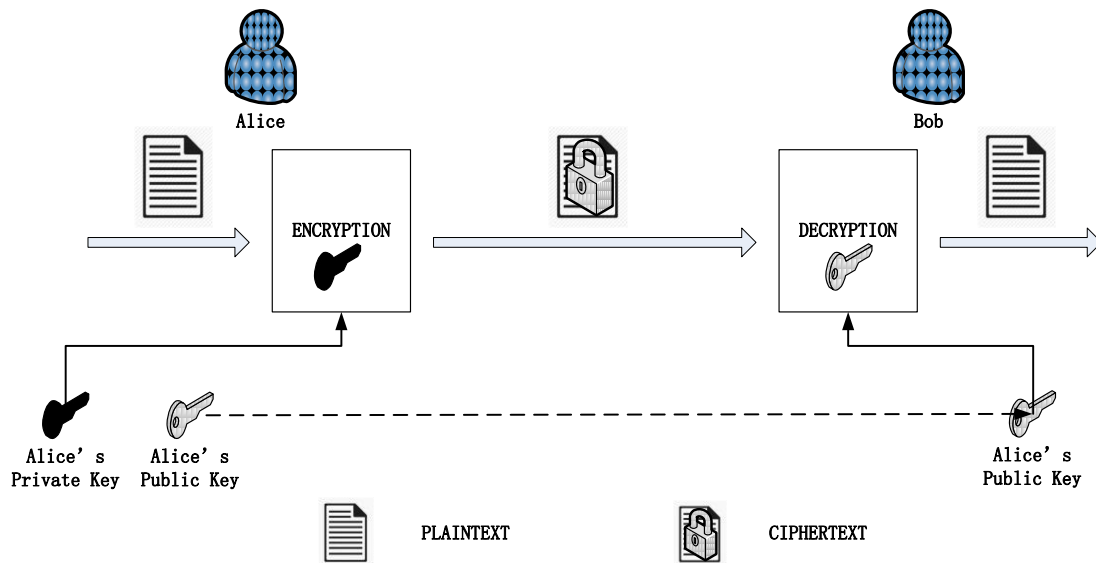 Alice
Bob
ENCRYPTION
DECRYPTION
Alice’s
Private Key
Alice’s
Public Key
Alice’s
Public Key
PLAINTEXT
CIPHERTEXT